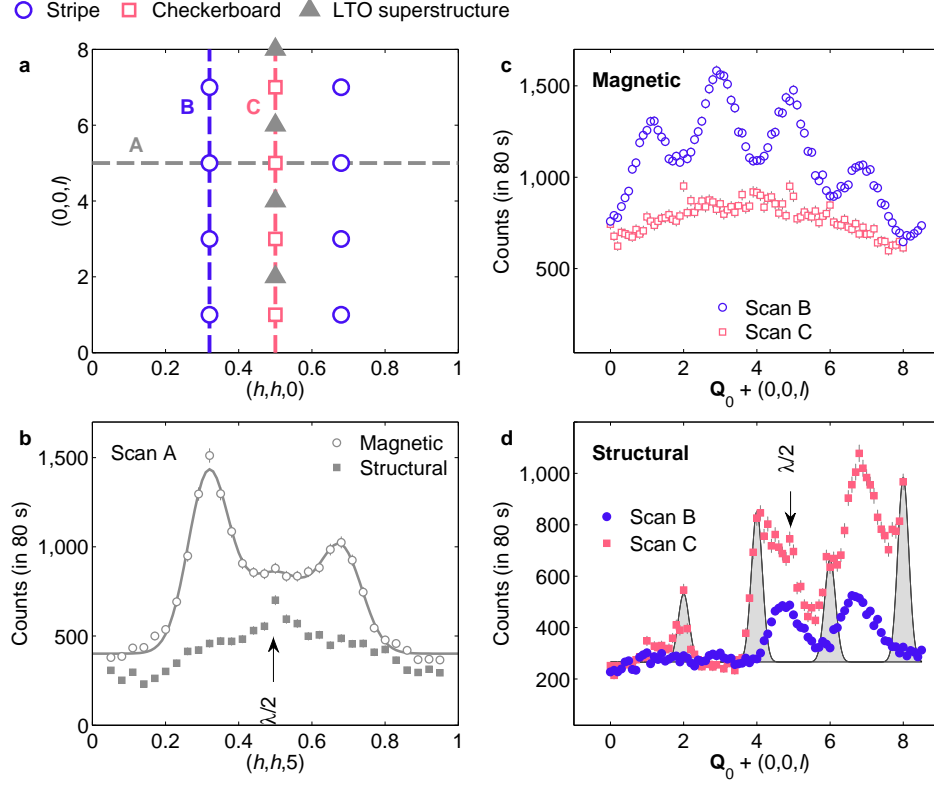 Stripe Checkerboard LTO superstructure
a
8
6
4
2
0
(0,0,l)
B
C
A
0 0.2 0.4 0.6 0.8 1
(h,h,0)
c
Magnetic
1,500
1,000
500
Counts (in 80 s)
Scan B
Scan C
0 2 4 6 8
Q0 + (0,0,l)
b
Scan A
Magnetic
Structural
1,500
1,000
500
0
Counts (in 80 s)
λ/2
0 0.2 0.4 0.6 0.8 1
(h,h,5)
d
Structural
λ/2
Scan B
Scan C
1,000
800
600
400
200
Counts (in 80 s)
0 2 4 6 8
Q0 + (0,0,l)